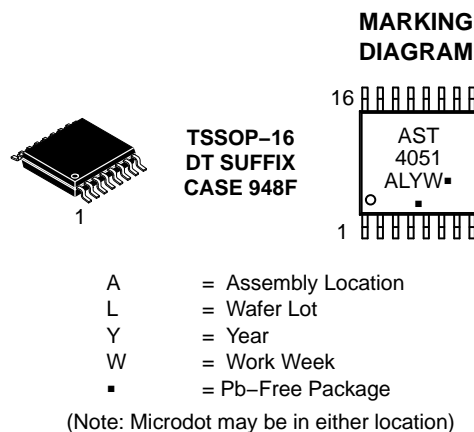 MARKING
DIAGRAM
16
TSSOP−16
DT SUFFIX
CASE 948F
AST
4051
ALYW▪
▪
1
1
A = Assembly Location
L = Wafer Lot
Y = Year
W = Work Week
▪ = Pb−Free Package
(Note: Microdot may be in either location)